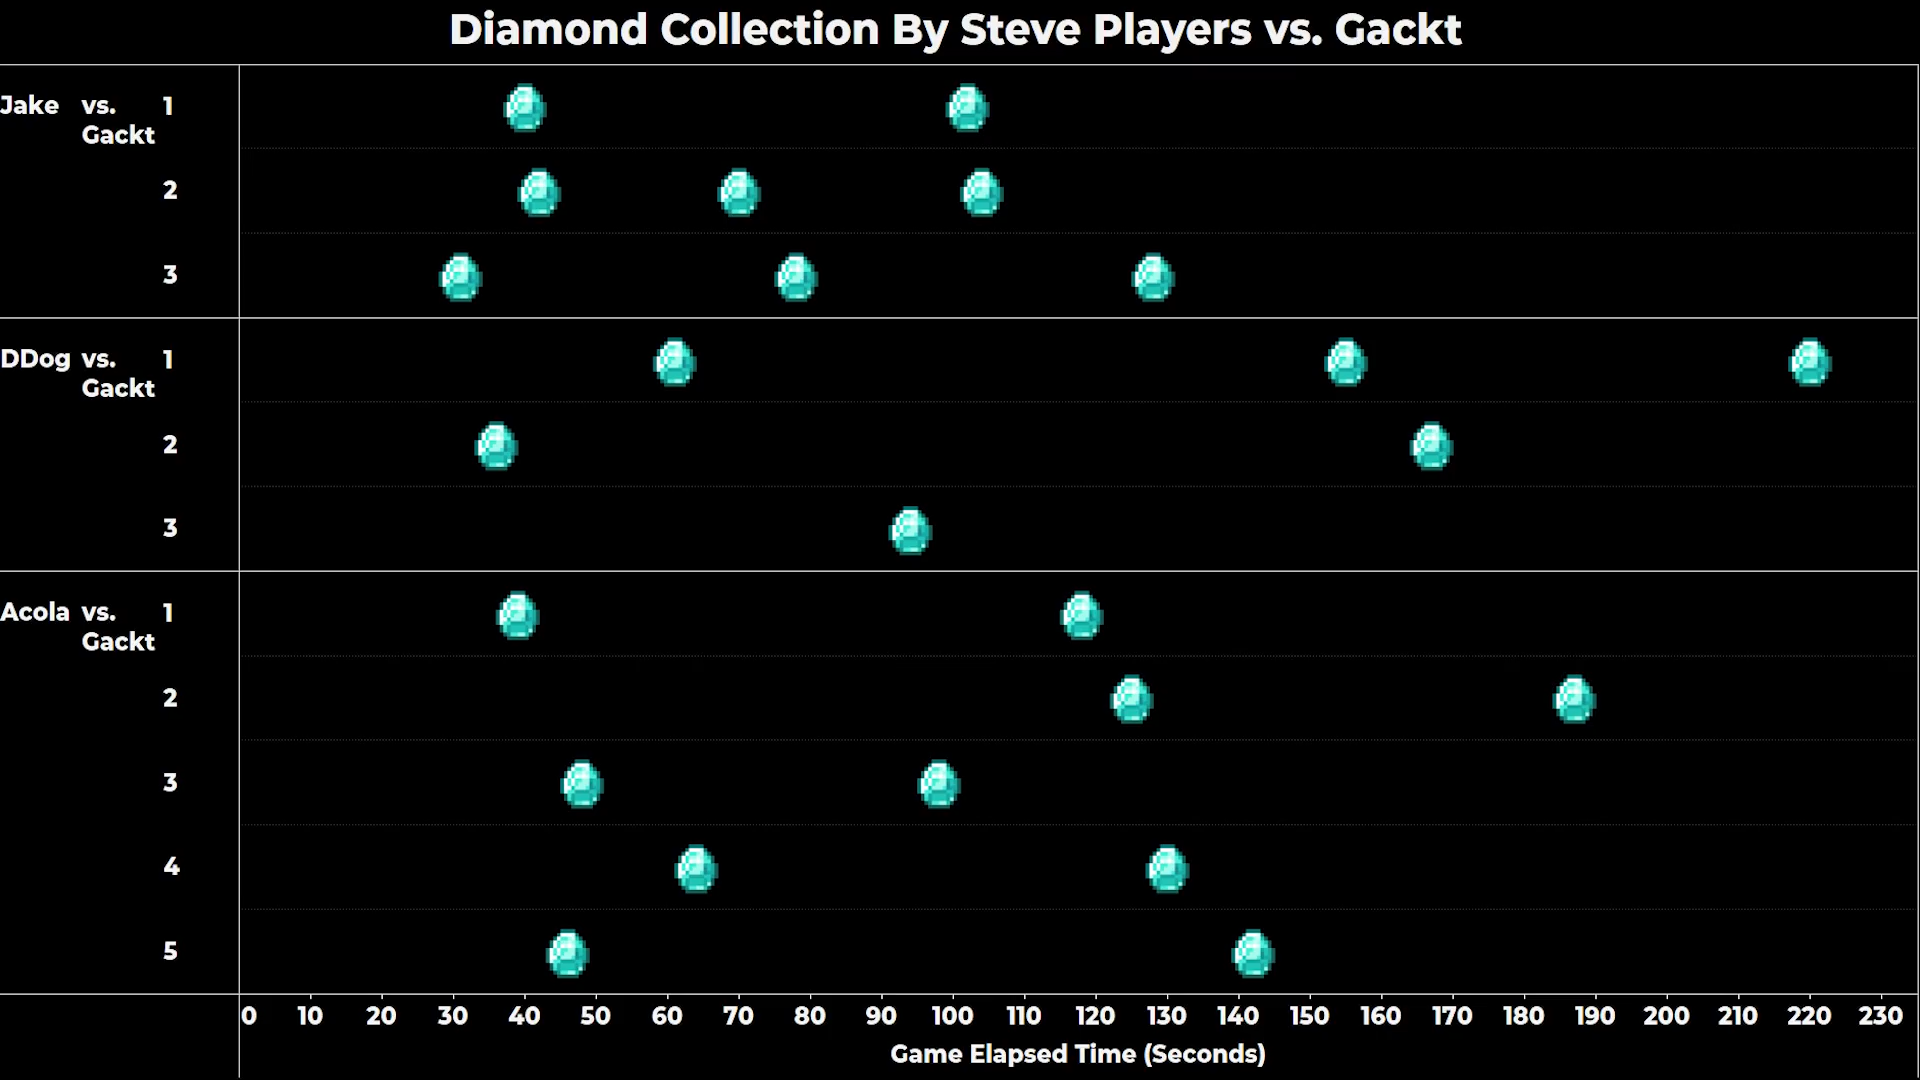 Diamond Collection By Steve Players vs. Gackt
Jake vs. 1
Gackt
2
3
DDog vs. 1
Gackt
2
3
Acola vs. 1
Gackt
2
3
4
5
0 10 20 30 40 50 60 70 80 90 100 110 120 130 140 150 160 170 180 190 200 210 220 230
Game Elapsed Time (Seconds)